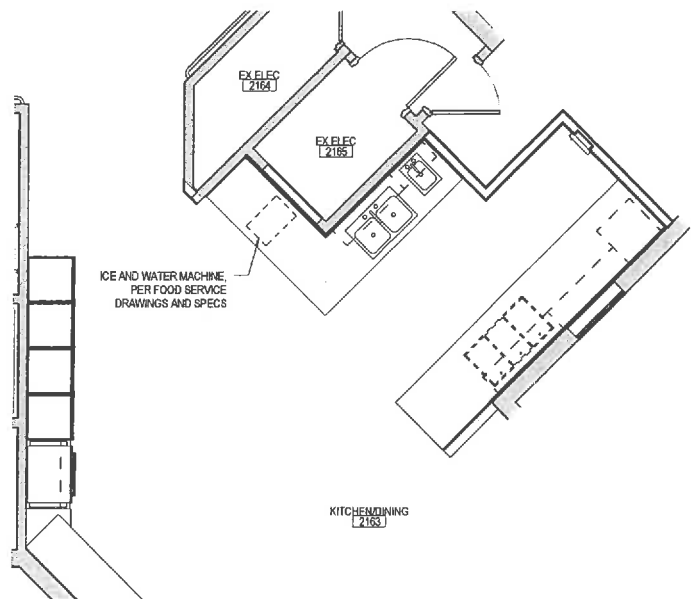 EX ELEC
2164
EX ELEC
2165
ICE AND WATER MACHINE,
PER FOOD SERVICE
DRAWINGS AND SPECS
KITCHEN/DINING
2163